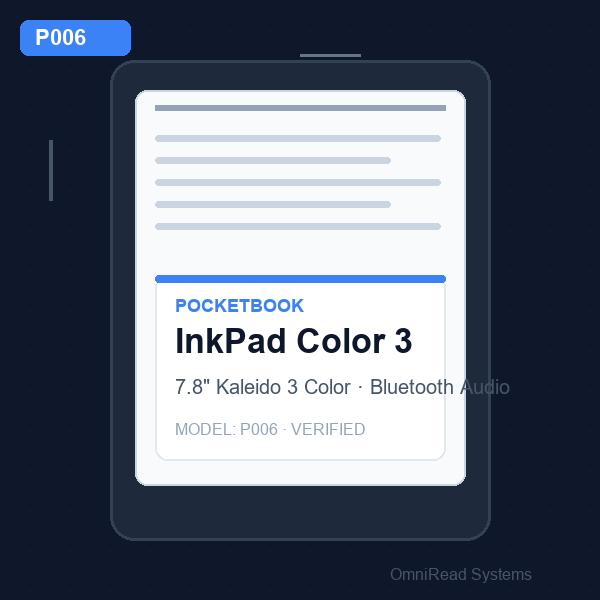 P006
POCKETBOOK
InkPad Color 3
7.8" Kaleido 3 Color · Bluetooth Audio
MODEL: P006 · VERIFIED
OmniRead Systems